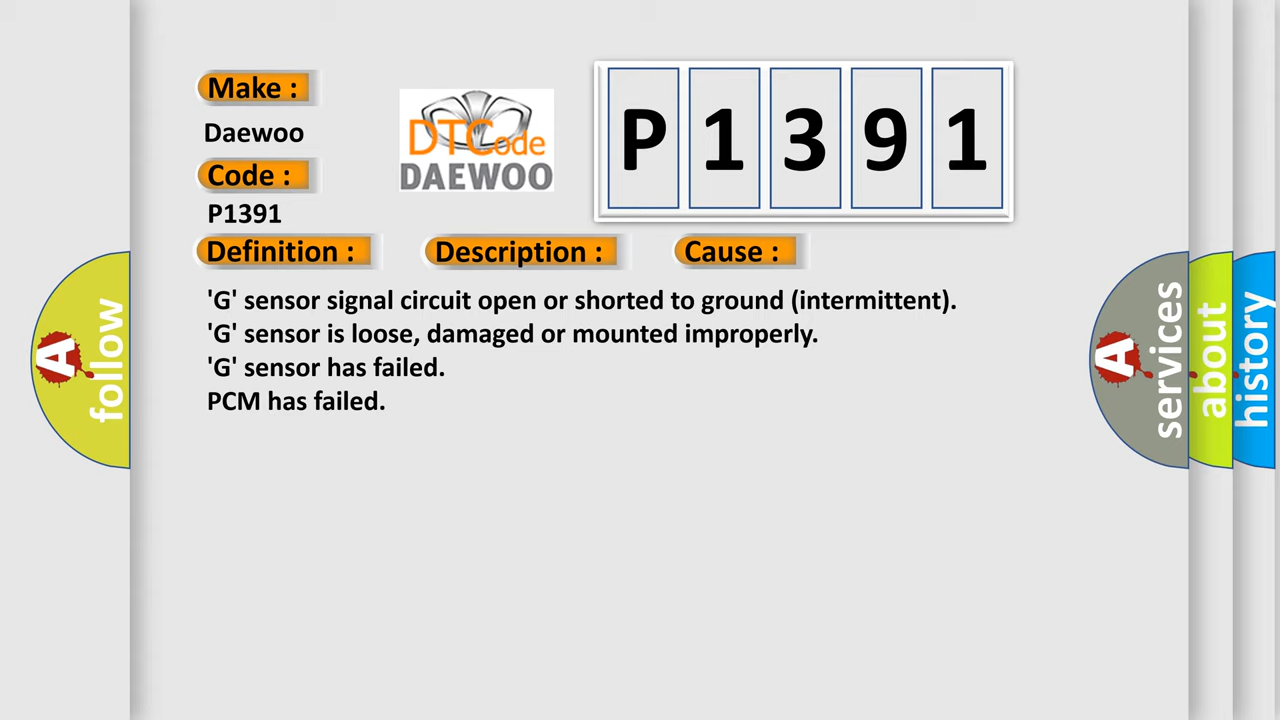 Make :
Daewoo
Code :
P1391
DTCode
DAEWOO
P 1 3 9 1
Definition :
Description :
Cause :
'G' sensor signal circuit open or shorted to ground (intermittent).
'G' sensor is loose, damaged or mounted improperly.
'G' sensor has failed.
PCM has failed.
A follow
A services
about
history